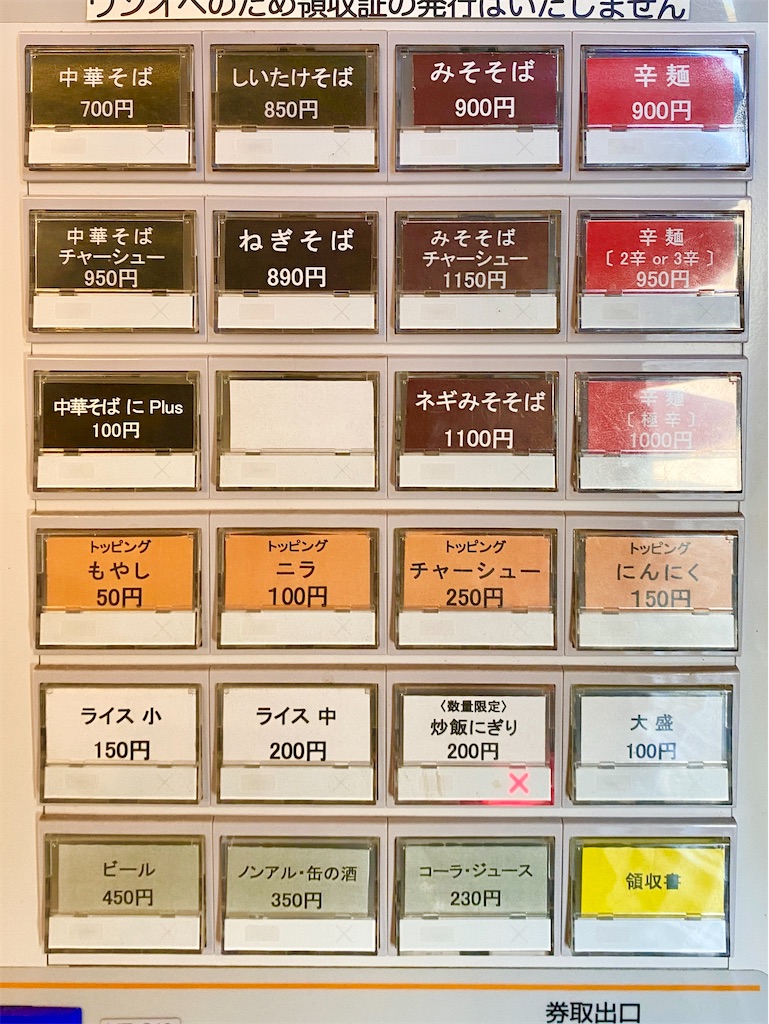 ワンオペのため領収証の発行はいたしません
中華そば
700円
しいたけそば
850円
みそそば
900円
辛麺
900円
中華そば
チャーシュー
950円
ねぎそば
890円
みそそば
チャーシュー
1150円
辛麺
〔 2辛 or 3辛 〕
950円
中華そば に Plus
100円
ネギみそそば
1100円
辛麺
〔 極辛 〕
1000円
トッピング
もやし
50円
トッピング
ニラ
100円
トッピング
チャーシュー
250円
トッピング
にんにく
150円
ライス 小
150円
ライス 中
200円
〈数量限定〉
炒飯にぎり
200円
×
大盛
100円
ビール
450円
ノンアル・缶の酒
350円
コーラ・ジュース
230円
領収書
券取出口